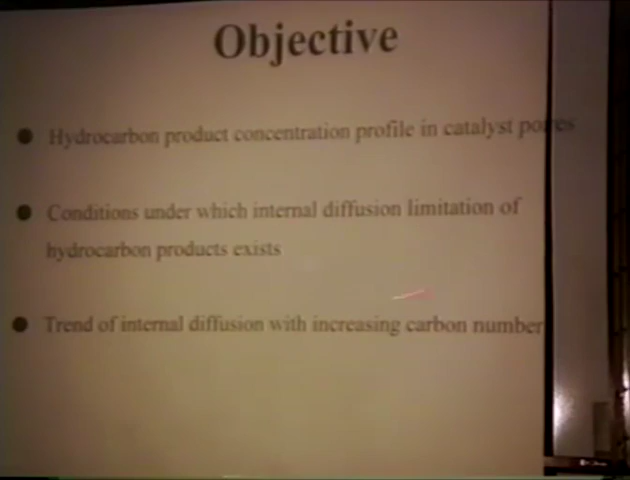 Objective
Hydrocarbon product concentration profile in catalyst pores
Conditions under which internal diffusion limitation of
hydrocarbon products exists
Trend of internal diffusion with increasing carbon number